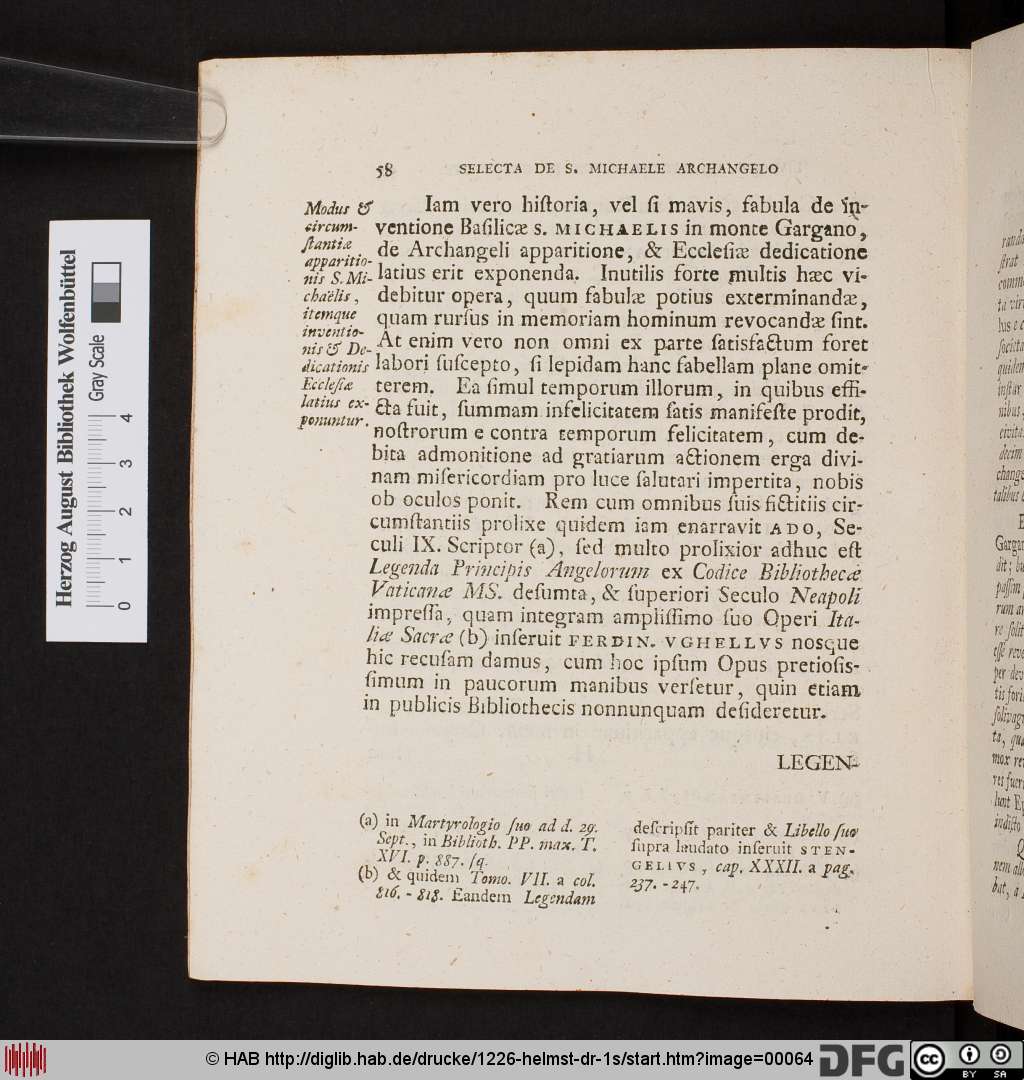 58 SELECTA DE S. MICHAELE ARCHANGELO
Modus &
circum-
ſtantiæ
apparitio-
nis S. Mi-
chaëlis,
itemque
inventio-
nis & De-
dicationis
Eccleſiæ
latius ex-
ponuntur.
Iam vero hiſtoria, vel ſi mavis, fabula de in-
ventione Baſilicæ S. MICHAELIS in monte Gargano,
de Archangeli apparitione, & Eccleſiæ dedicatione
latius erit exponenda. Inutilis forte multis hæc vi-
debitur opera, quum fabulæ potius exterminandæ,
quam rurſus in memoriam hominum revocandæ ſint.
At enim vero non omni ex parte ſatisfactum foret
labori ſuſcepto, ſi lepidam hanc fabellam plane omit-
terem. Ea ſimul temporum illorum, in quibus effi-
cta fuit, ſummam infelicitatem ſatis manifeſte prodit,
noſtrorum e contra temporum felicitatem, cum de-
bita admonitione ad gratiarum actionem erga divi-
nam miſericordiam pro luce ſalutari impertita, nobis
ob oculos ponit. Rem cum omnibus ſuis fictitiis cir-
cumſtantiis prolixe quidem iam enarravit ADO, Se-
culi IX. Scriptor (a), ſed multo prolixior adhuc eſt
Legenda Principis Angelorum ex Codice Bibliothecæ
Vaticanæ MS. deſumta, & ſuperiori Seculo Neapoli
impreſſa, quam integram ampliſſimo ſuo Operi Ita-
liæ Sacræ (b) inſeruit FERDIN. VGHELLVS nosque
hic recuſam damus, cum hoc ipſum Opus pretioſis-
ſimum in paucorum manibus verſetur, quin etiam
in publicis Bibliothecis nonnunquam deſideretur.
LEGEN-
(a) in Martyrologio ſuo ad d. 29.
Sept., in Biblioth. PP. max. T.
XVI. p. 887. ſq.
(b) & quidem Tomo. VII. a col.
816. - 818. Eandem Legendam
deſcripſit pariter & Libello ſuo
ſupra laudato inſeruit STEN-
GELIVS, cap. XXXII. a pag.
237. - 247.
Herzog August Bibliothek Wolfenbüttel
Gray Scale
0 1 2 3 4
© HAB http://diglib.hab.de/drucke/1226-helmst-dr-1s/start.htm?image=00064
DFG
cc BY SA